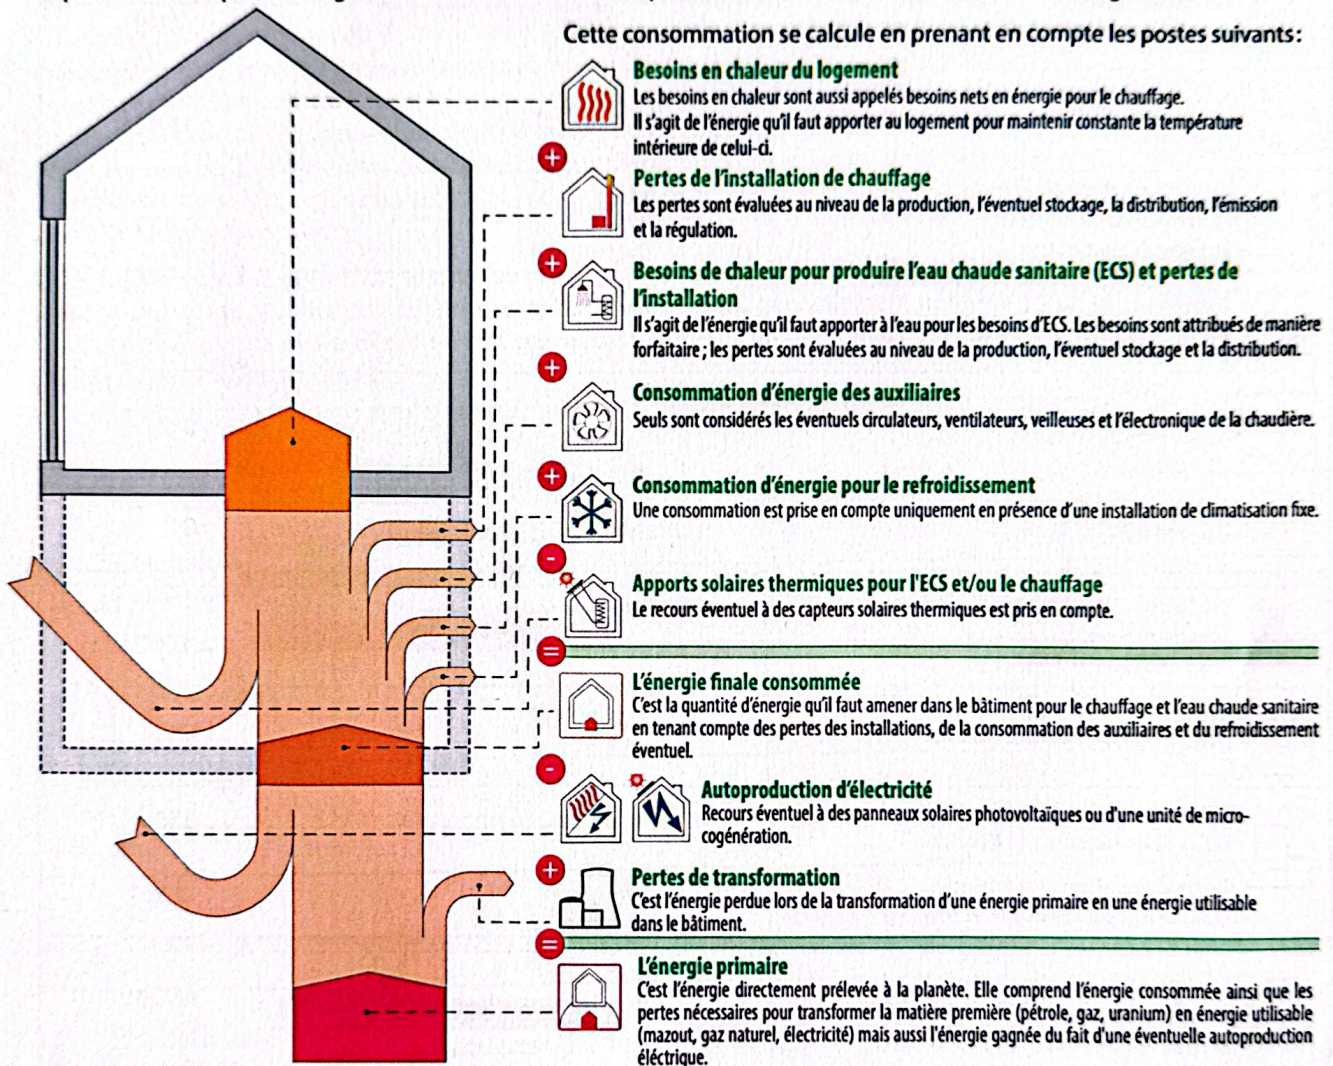 Cette consommation se calcule en prenant en compte les postes suivants:
Besoins en chaleur du logement
Les besoins en chaleur sont aussi appelés besoins nets en énergie pour le chauffage.
Il s'agit de l'énergie qu'il faut apporter au logement pour maintenir constante la température
intérieure de celui-ci.
+
Pertes de l'installation de chauffage
Les pertes sont évaluées au niveau de la production, l'éventuel stockage, la distribution, l'émission
et la régulation.
+
Besoins de chaleur pour produire l'eau chaude sanitaire (ECS) et pertes de
l'installation
Il s'agit de l'énergie qu'il faut apporter à l'eau pour les besoins d'ECS. Les besoins sont attribués de manière
forfaitaire ; les pertes sont évaluées au niveau de la production, l'éventuel stockage et la distribution.
+
Consommation d'énergie des auxiliaires
Seuls sont considérés les éventuels circulateurs, ventilateurs, veilleuses et l'électronique de la chaudière.
+
Consommation d'énergie pour le refroidissement
Une consommation est prise en compte uniquement en présence d'une installation de climatisation fixe.
-
Apports solaires thermiques pour l'ECS et/ou le chauffage
Le recours éventuel à des capteurs solaires thermiques est pris en compte.
=
L'énergie finale consommée
C'est la quantité d'énergie qu'il faut amener dans le bâtiment pour le chauffage et l'eau chaude sanitaire
en tenant compte des pertes des installations, de la consommation des auxiliaires et du refroidissement
éventuel.
-
Autoproduction d'électricité
Recours éventuel à des panneaux solaires photovoltaïques ou d'une unité de micro-
cogénération.
+
Pertes de transformation
C'est l'énergie perdue lors de la transformation d'une énergie primaire en une énergie utilisable
dans le bâtiment.
=
L'énergie primaire
C'est l'énergie directement prélevée à la planète. Elle comprend l'énergie consommée ainsi que les
pertes nécessaires pour transformer la matière première (pétrole, gaz, uranium) en énergie utilisable
(mazout, gaz naturel, électricité) mais aussi l'énergie gagnée du fait d'une éventuelle autoproduction
éléctrique.